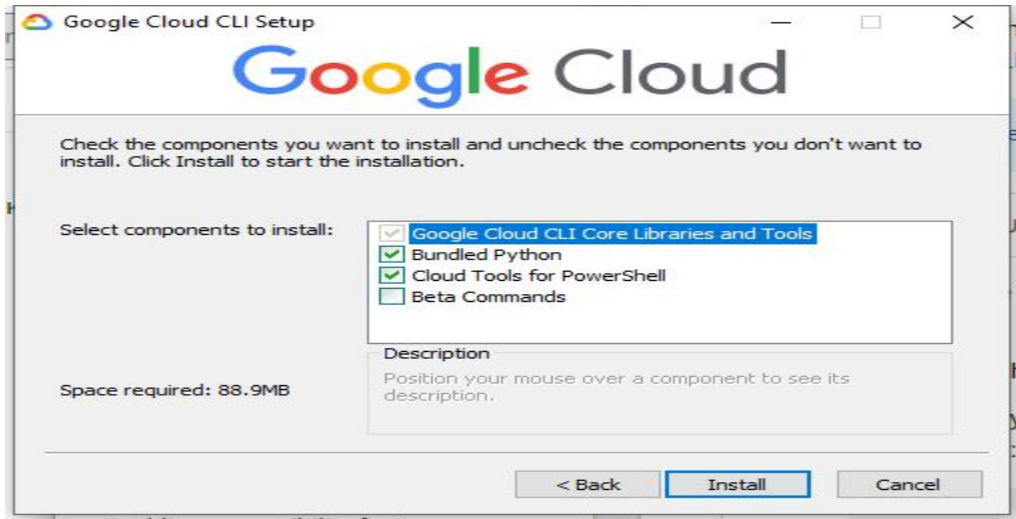 Google Cloud CLI Setup
Google Cloud
Check the components you want to install and uncheck the components you don't want to
install. Click Install to start the installation.
Select components to install:
Google Cloud CLI Core Libraries and Tools
Bundled Python
Cloud Tools for PowerShell
Beta Commands
Description
Position your mouse over a component to see its
description.
Space required: 88.9MB
< Back
Install
Cancel